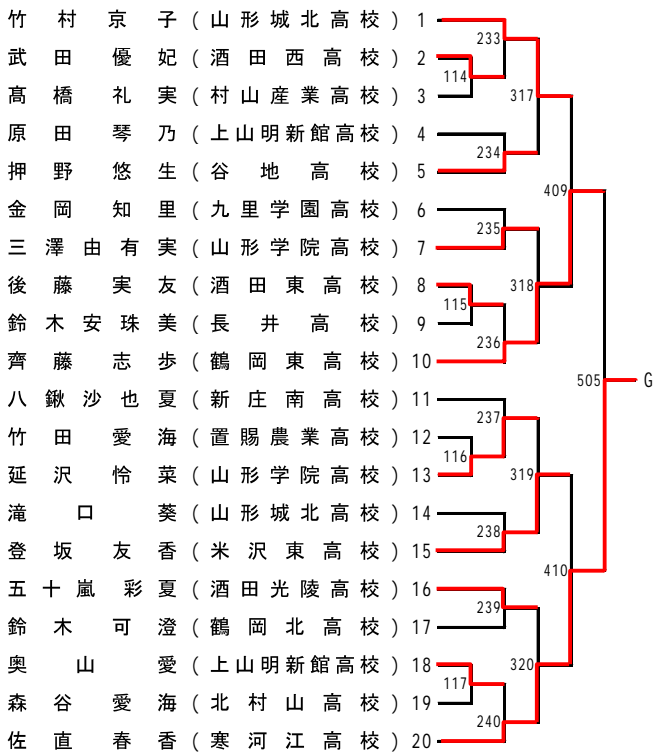 竹村京子(山形城北高校) 1
233
武田優妃(酒田西高校) 2
114
317
髙橋礼実(村山産業高校) 3
原田琴乃(上山明新館高校) 4
234
押野悠生(谷地高校) 5
409
金岡知里(九里学園高校) 6
235
三澤由有実(山形学院高校) 7
後藤実友(酒田東高校) 8
318
115
鈴木安珠美(長井高校) 9
236
齊藤志歩(鶴岡東高校) 10
505 G
八鍬沙也夏(新庄南高校) 11
237
竹田愛海(置賜農業高校) 12
116
延沢怜菜(山形学院高校) 13
319
滝口葵(山形城北高校) 14
238
登坂友香(米沢東高校) 15
410
五十嵐彩夏(酒田光陵高校) 16
239
鈴木可澄(鶴岡北高校) 17
奥山愛(上山明新館高校) 18
320
117
森谷愛海(北村山高校) 19
240
佐直春香(寒河江高校) 20